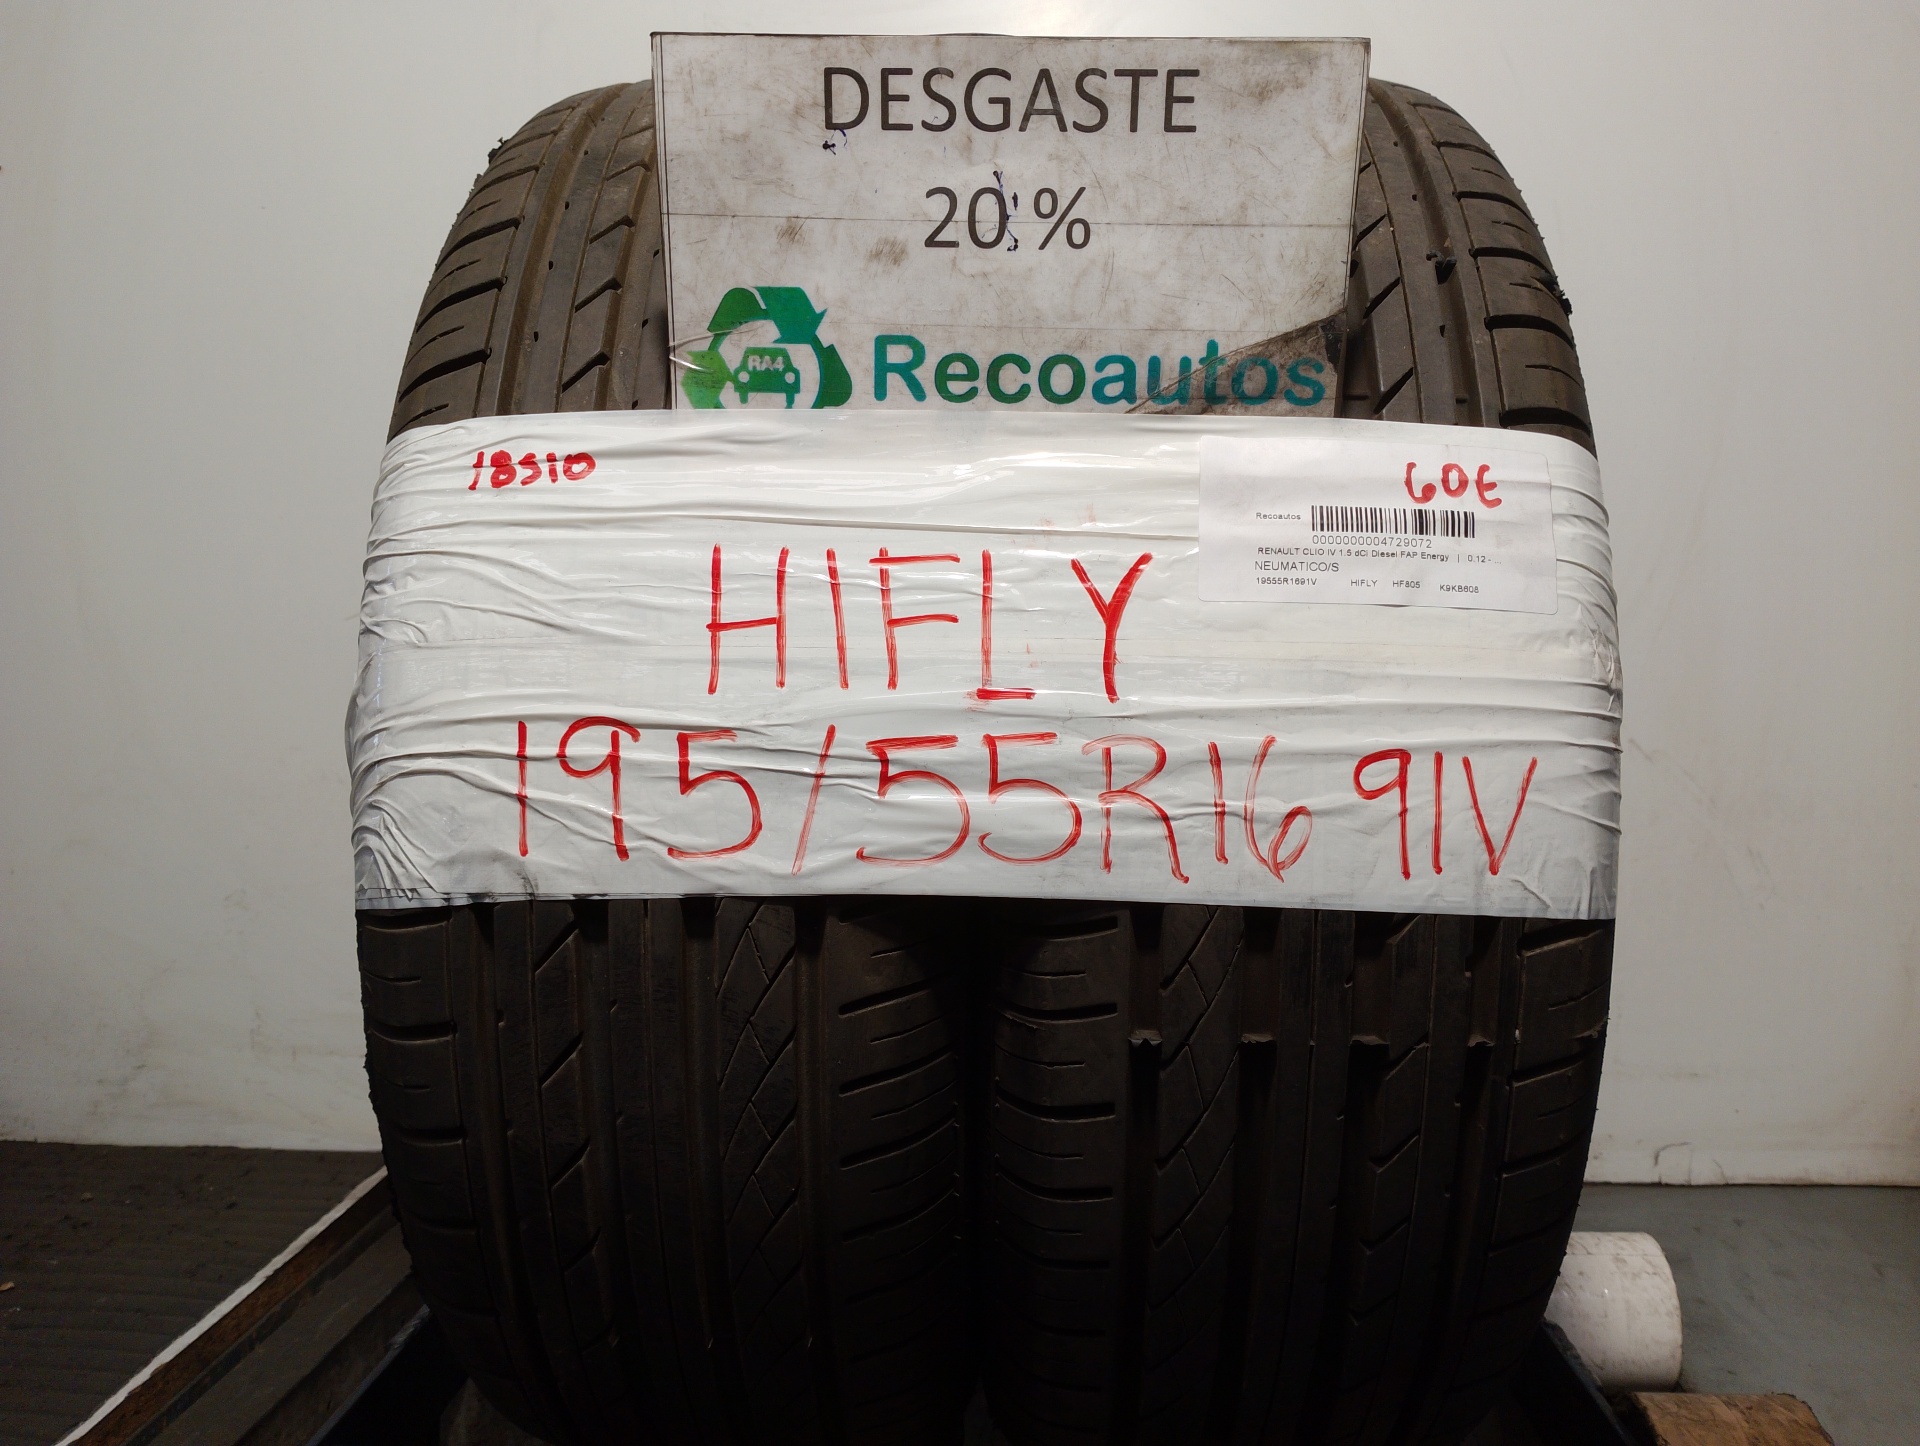 DESGASTE
20 %
RA4
Recoautos
18510
60€
Recoautos
0000000004729072
RENAULT CLIO IV 1.5 dCi Diesel FAP Energy | 0.12 - ...
NEUMATICO/S
19555R1691V HIFLY HF805 K9KB608
HIFLY
195/55R16 91V